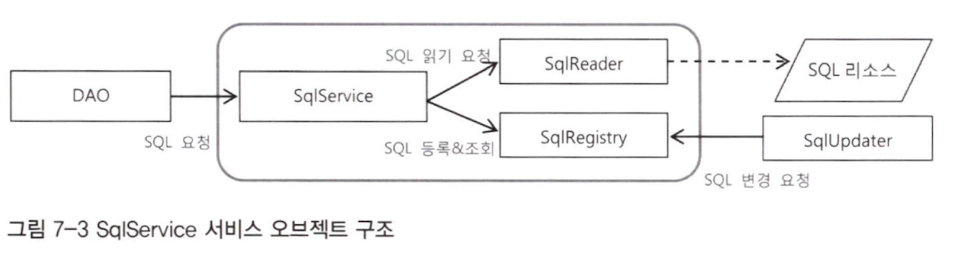 SQL 읽기 요청
SqlReader
SQL 리소스
DAO
SqlService
SQL 요청
SQL 등록&조회
SqlRegistry
SqlUpdater
SQL 변경 요청
그림 7-3 SqlService 서비스 오브젝트 구조